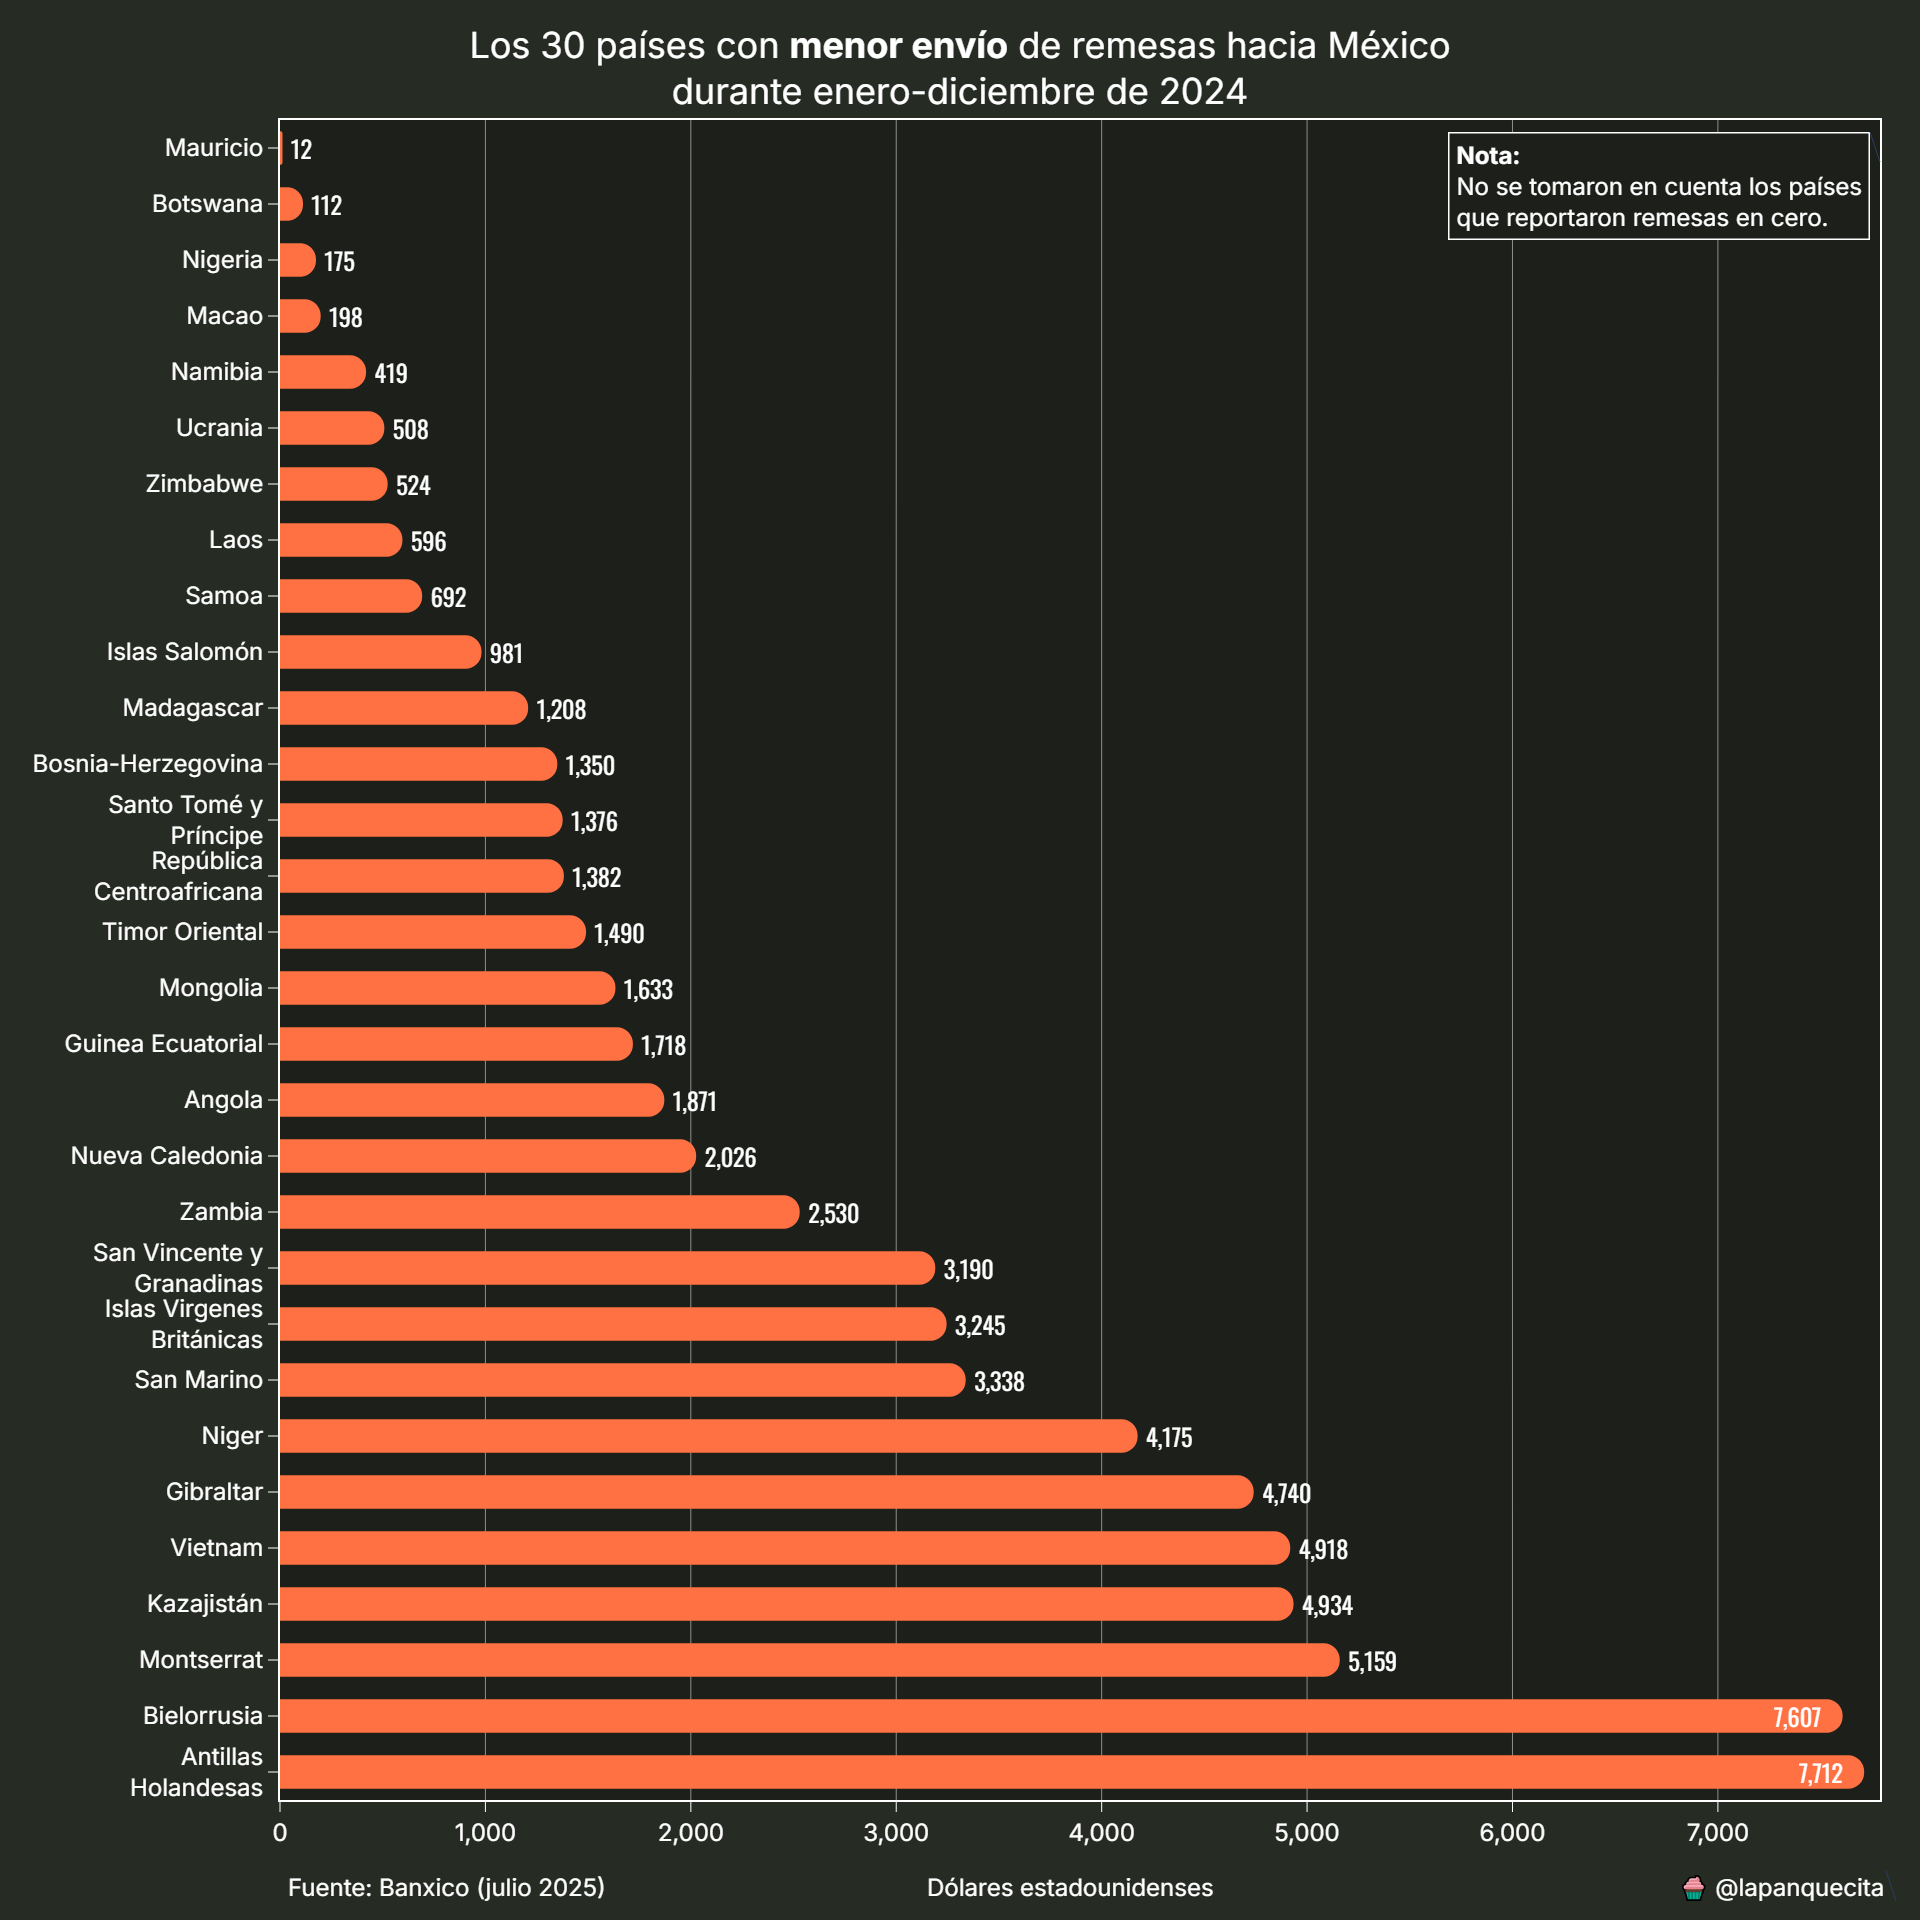 Los 30 países con menor envío de remesas hacia México
durante enero-diciembre de 2024
Nota:
No se tomaron en cuenta los países
que reportaron remesas en cero.
Mauricio 12
Botswana 112
Nigeria 175
Macao 198
Namibia 419
Ucrania 508
Zimbabwe 524
Laos 596
Samoa 692
Islas Salomón 981
Madagascar 1,208
Bosnia-Herzegovina 1,350
Santo Tomé y
Príncipe 1,376
República
Centroafricana 1,382
Timor Oriental 1,490
Mongolia 1,633
Guinea Ecuatorial 1,718
Angola 1,871
Nueva Caledonia 2,026
Zambia 2,530
San Vincente y
Granadinas 3,190
Islas Virgenes
Británicas 3,245
San Marino 3,338
Niger 4,175
Gibraltar 4,740
Vietnam 4,918
Kazajistán 4,934
Montserrat 5,159
Bielorrusia 7,607
Antillas
Holandesas 7,712
0 1,000 2,000 3,000 4,000 5,000 6,000 7,000
Fuente: Banxico (julio 2025) Dólares estadounidenses @lapanquecita